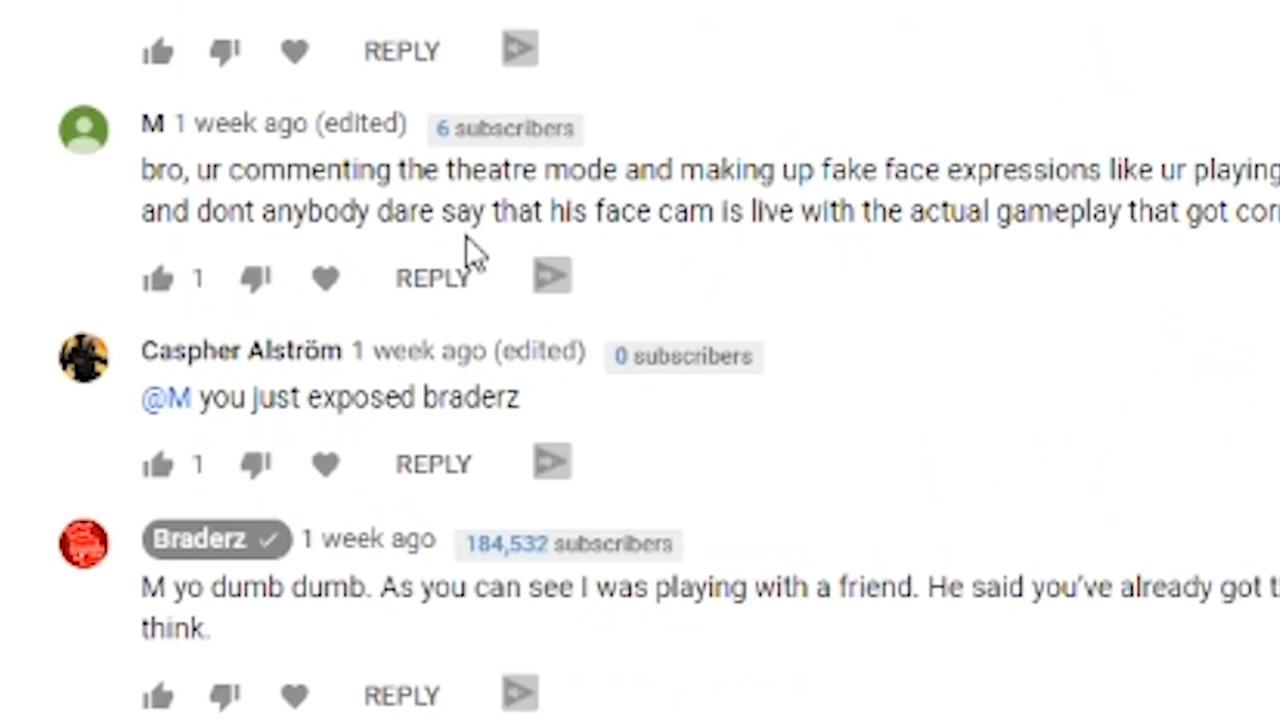 REPLY
M 1 week ago (edited) 6 subscribers
bro, ur commenting the theatre mode and making up fake face expressions like ur playing
and dont anybody dare say that his face cam is live with the actual gameplay that got
1 REPLY
Caspher Alström 1 week ago (edited) 0 subscribers
@M you just exposed braderz
1 REPLY
Braderz 1 week ago 184,532 subscribers
M yo dumb dumb. As you can see I was playing with a friend. He said you've already got
think.
REPLY